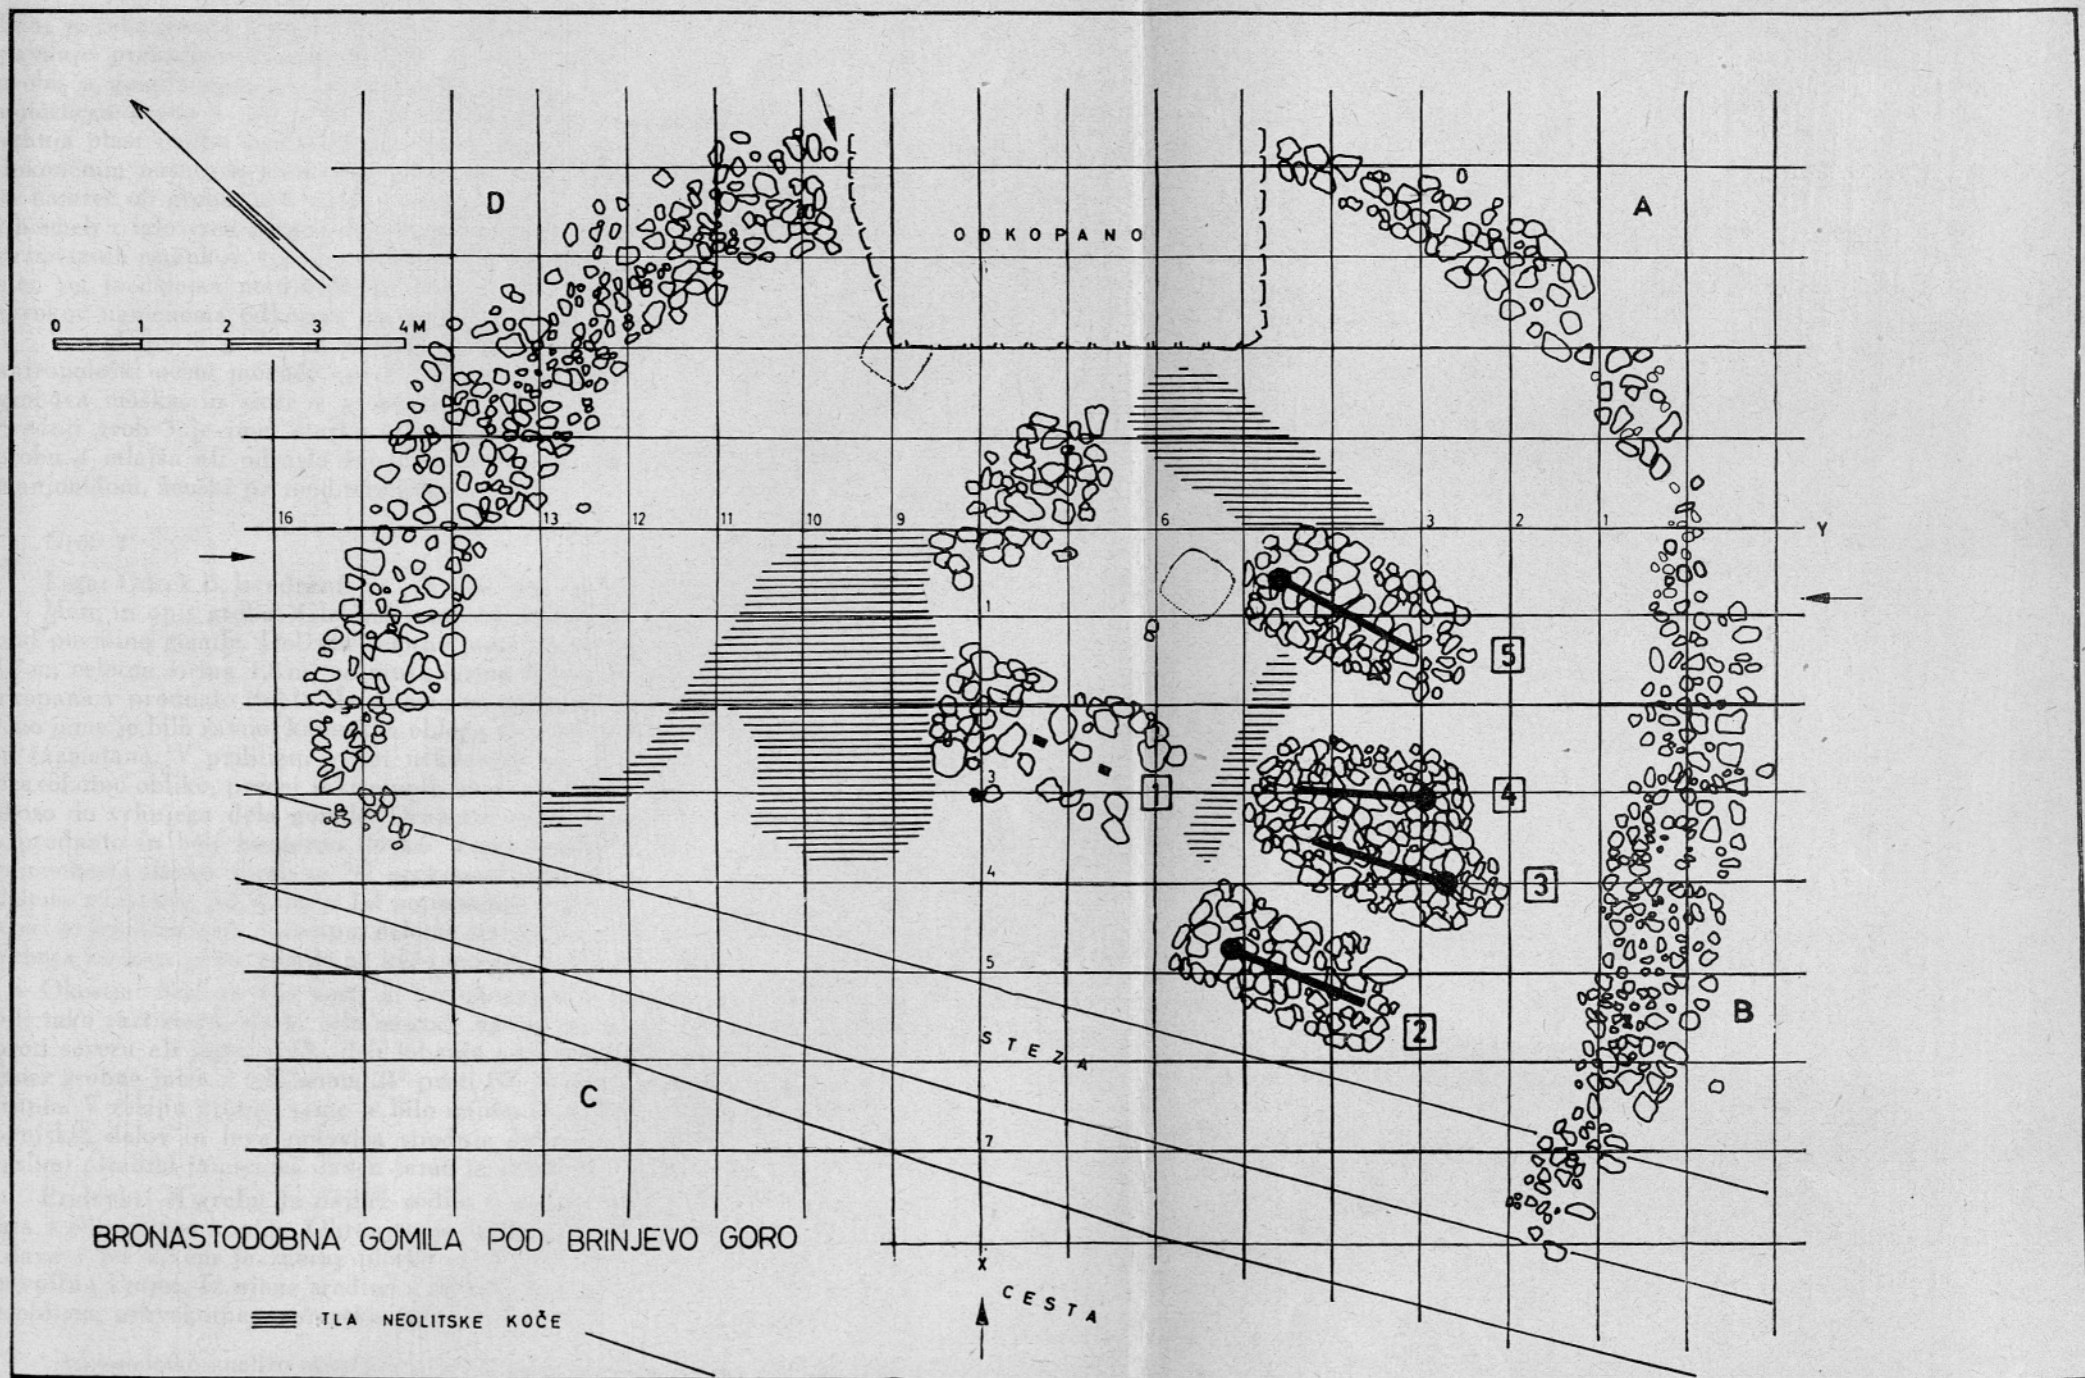 D
A
ODKOPANO
0 1 2 3 4M
16 13 12 11 10 9 6 3 2 1 Y
1
5
3
1
4
4
3
5
B
2
STEZA
C
7
BRONASTODOBNA GOMILA POD BRINJEVO GORO
X
CESTA
TLA NEOLITSKE KOČE